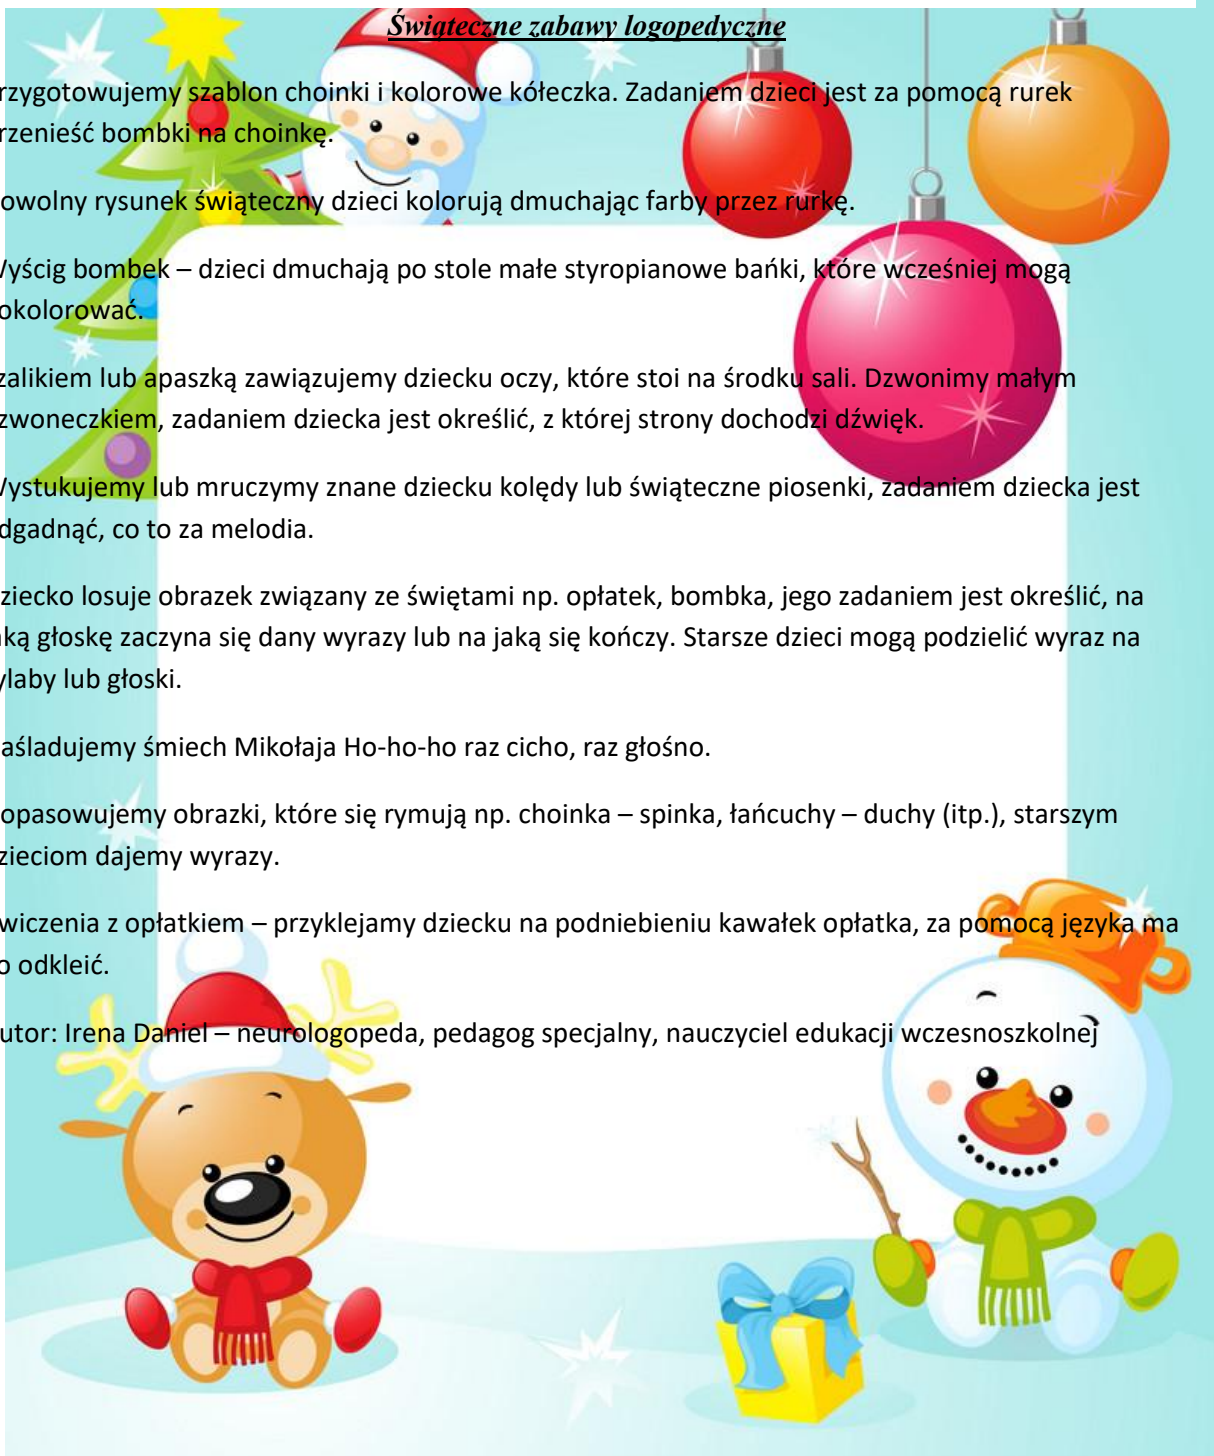 Świąteczne zabawy logopedyczne
rzygotowujemy szablon choinki i kolorowe kółeczka. Zadaniem dzieci jest za pomocą rurek
rzenieść bombki na choinkę.
owolny rysunek świąteczny dzieci kolorują dmuchając farby przez rurkę.
yścig bombek – dzieci dmuchają po stole małe styropianowe bańki, które wcześniej mogą
okolorować.
zalikiem lub apaszką zawiązujemy dziecku oczy, które stoi na środku sali. Dzwonimy małym
zwoneczkiem, zadaniem dziecka jest określić, z której strony dochodzi dźwięk.
ystukujemy lub mruczymy znane dziecku kolędy lub świąteczne piosenki, zadaniem dziecka jest
dgadnąć, co to za melodia.
ziecko losuje obrazek związany ze świętami np. opłatek, bombka, jego zadaniem jest określić, na
aką głoskę zaczyna się dany wyrazy lub na jaką się kończy. Starsze dzieci mogą podzielić wyraz na
ylaby lub głoski.
aśladujemy śmiech Mikołaja Ho-ho-ho raz cicho, raz głośno.
opasowujemy obrazki, które się rymują np. choinka – spinka, łańcuchy – duchy (itp.), starszym
zieciom dajemy wyrazy.
wiczenia z opłatkiem – przyklejamy dziecku na podniebieniu kawałek opłatka, za pomocą języka ma
o odkleić.
utor: Irena Daniel – neurologopeda, pedagog specjalny, nauczyciel edukacji wczesnoszkolnej